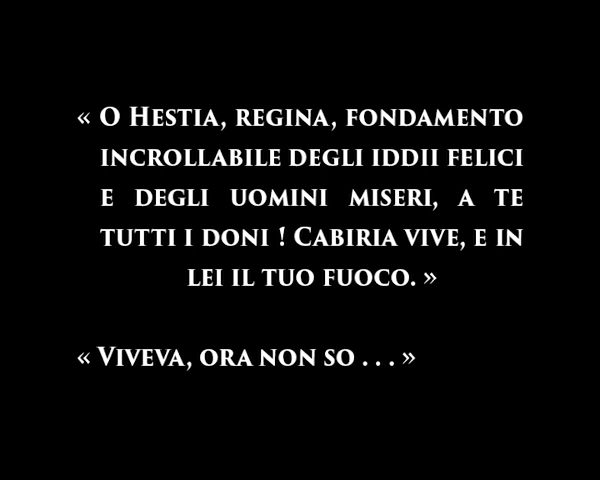 « O Hestia, regina, fondamento
incrollabile degli iddii felici
e degli uomini miseri, a te
tutti i doni ! Cabiria vive, e in
lei il tuo fuoco. »
« Viveva, ora non so . . . »